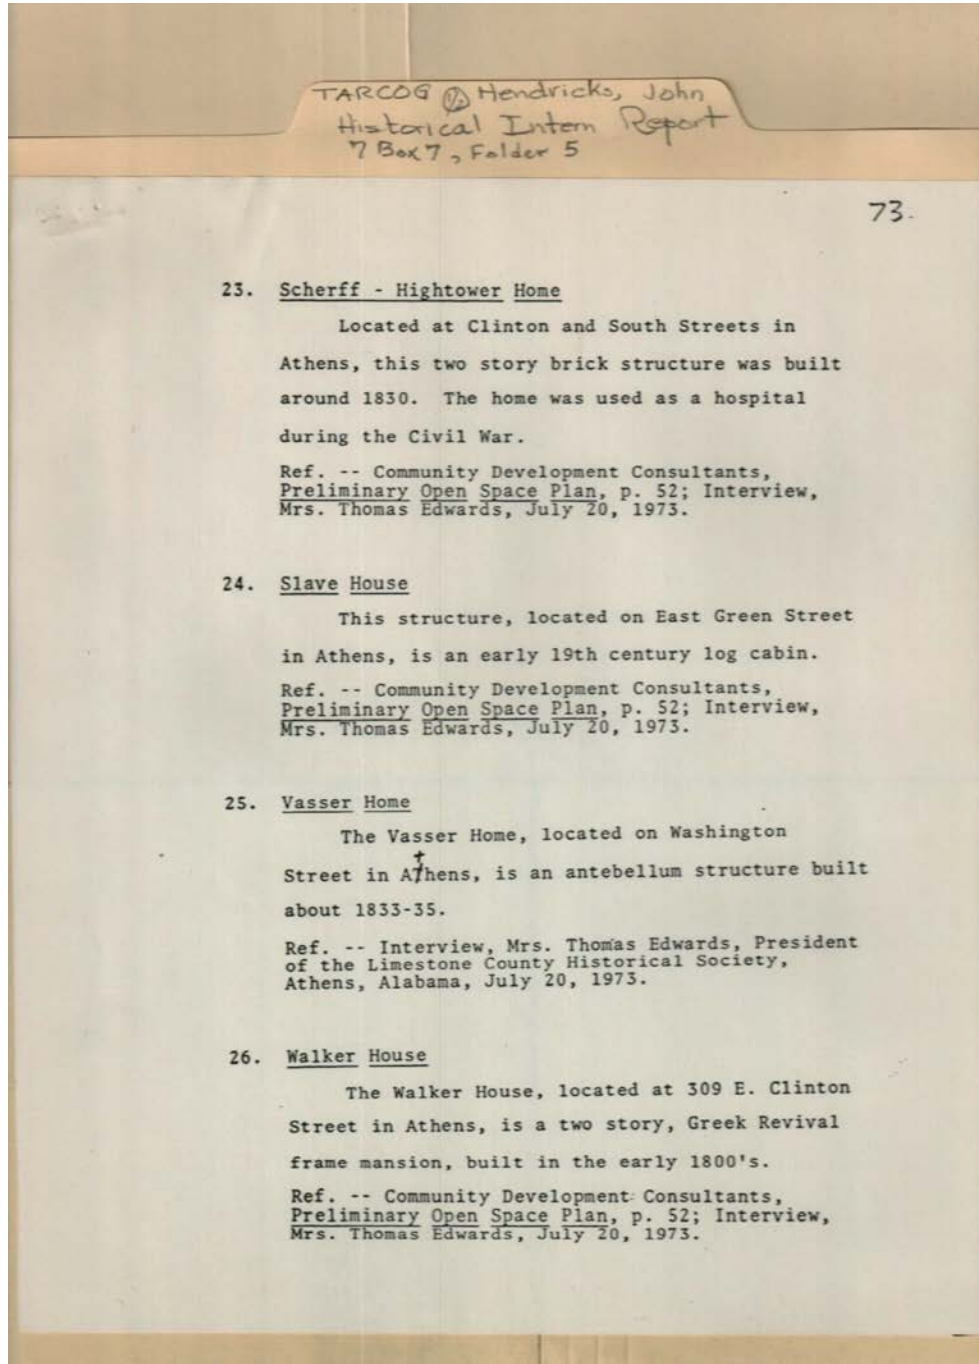 TARCOG Hendricks, John
Historical Intern Report
7 Box 7, Folder 5
73.
23. Scherff - Hightower Home
Located at Clinton and South Streets in
Athens, this two story brick structure was built
around 1830. The home was used as a hospital
during the Civil War.
Ref. -- Community Development Consultants,
Preliminary Open Space Plan, p. 52; Interview,
Mrs. Thomas Edwards, July 20, 1973.
24. Slave House
This structure, located on East Green Street
in Athens, is an early 19th century log cabin.
Ref. -- Community Development Consultants,
Preliminary Open Space Plan, p. 52; Interview,
Mrs. Thomas Edwards, July 20, 1973.
25. Vasser Home
The Vasser Home, located on Washington
Street in Athens, is an antebellum structure built
about 1833-35.
Ref. -- Interview, Mrs. Thomas Edwards, President
of the Limestone County Historical Society,
Athens, Alabama, July 20, 1973.
26. Walker House
The Walker House, located at 309 E. Clinton
Street in Athens, is a two story, Greek Revival
frame mansion, built in the early 1800's.
Ref. -- Community Development Consultants,
Preliminary Open Space Plan, p. 52; Interview,
Mrs. Thomas Edwards, July 20, 1973.